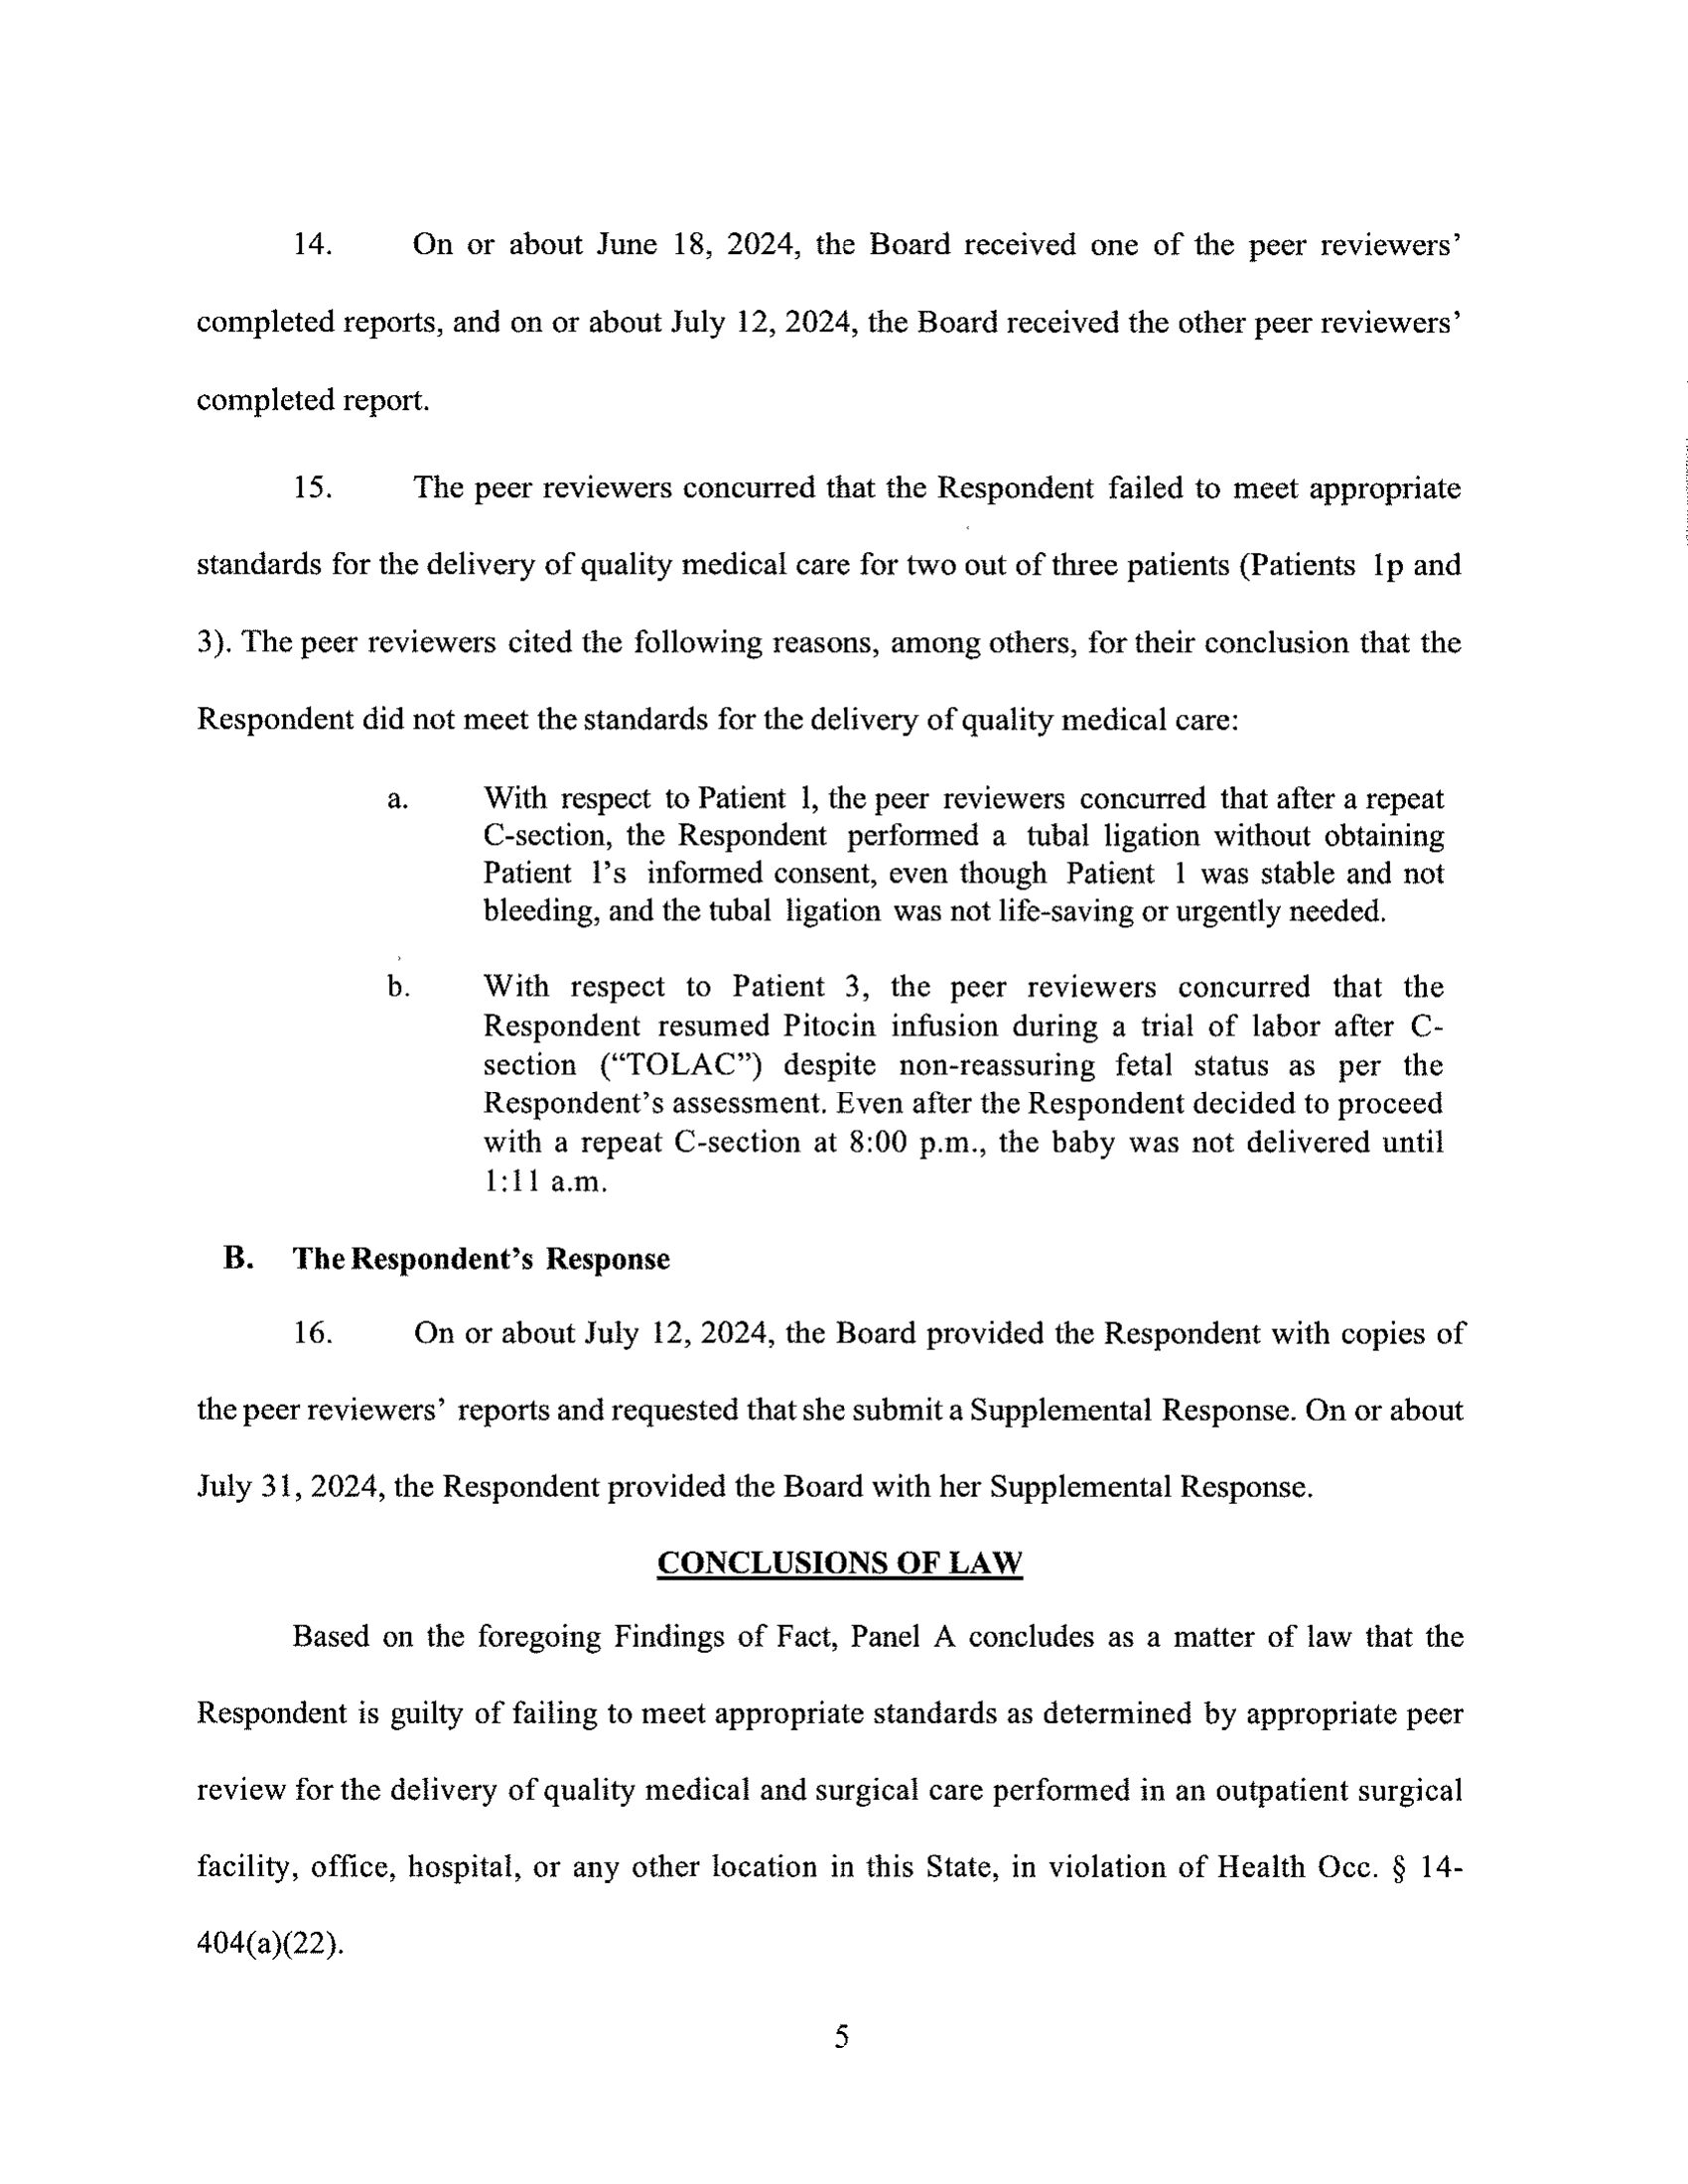 14. On or about June 18, 2024, the Board received one of the peer reviewers’
completed reports, and on or about July 12, 2024, the Board received the other peer reviewers’
completed report.
15. The peer reviewers concurred that the Respondent failed to meet appropriate
standards for the delivery of quality medical care for two out of three patients (Patients 1p and
3). The peer reviewers cited the following reasons, among others, for their conclusion that the
Respondent did not meet the standards for the delivery of quality medical care:
a. With respect to Patient 1, the peer reviewers concurred that after a repeat
C-section, the Respondent performed a tubal ligation without obtaining
Patient 1’s informed consent, even though Patient 1 was stable and not
bleeding, and the tubal ligation was not life-saving or urgently needed.
b. With respect to Patient 3, the peer reviewers concurred that the
Respondent resumed Pitocin infusion during a trial of labor after C-
section (“TOLAC”) despite non-reassuring fetal status as per the
Respondent’s assessment. Even after the Respondent decided to proceed
with a repeat C-section at 8:00 p.m., the baby was not delivered until
1:11 a.m.
B. The Respondent’s Response
16. On or about July 12, 2024, the Board provided the Respondent with copies of
the peer reviewers’ reports and requested that she submit a Supplemental Response. On or about
July 31, 2024, the Respondent provided the Board with her Supplemental Response.
CONCLUSIONS OF LAW
Based on the foregoing Findings of Fact, Panel A concludes as a matter of law that the
Respondent is guilty of failing to meet appropriate standards as determined by appropriate peer
review for the delivery of quality medical and surgical care performed in an outpatient surgical
facility, office, hospital, or any other location in this State, in violation of Health Occ. § 14-
404(a)(22).
5